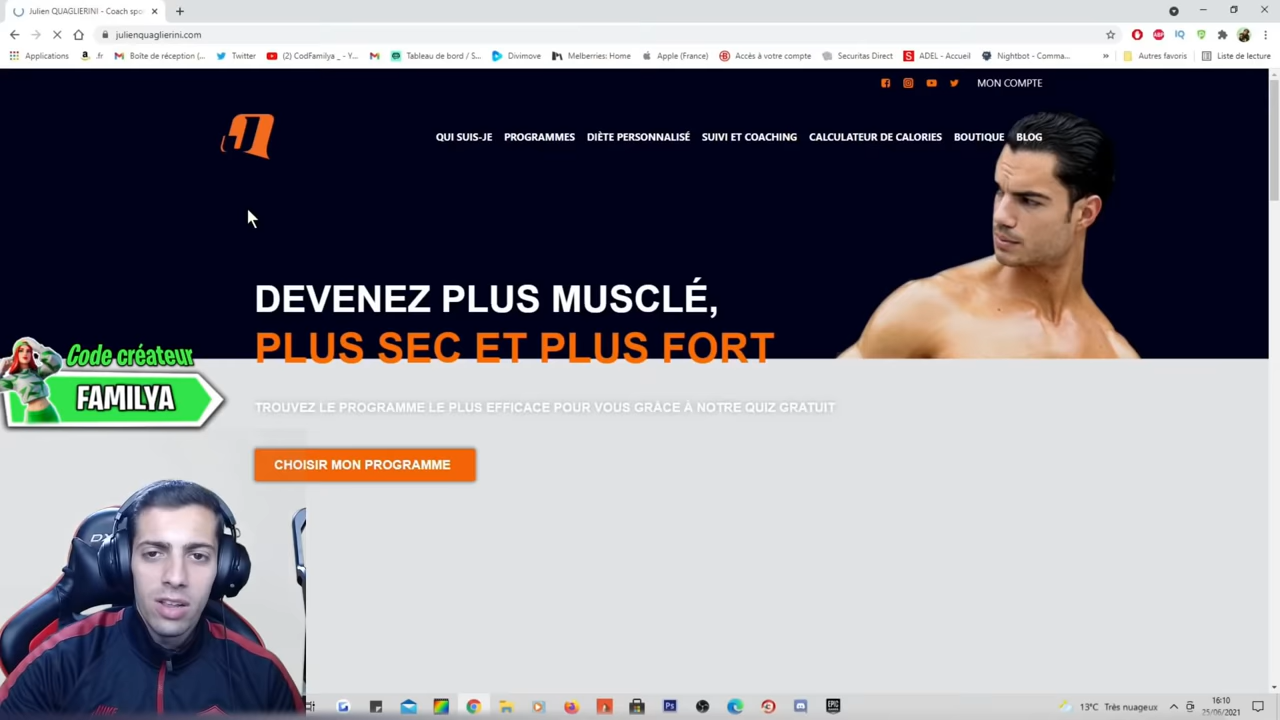 Julien QUAGLIERINI - Coach spo
julienquaglierini.com
Applications
.fr
Boîte de réception (...
Twitter
(2) CodFamilya _ - Y...
Tableau de bord / S...
Divimove
Melberries: Home
Apple (France)
Accès à votre compte
Securitas Direct
ADEL - Accueil
Nightbot - Comma...
»
Autres favoris
Liste de lecture
MON COMPTE
QUI SUIS-JE
PROGRAMMES
DIÈTE PERSONNALISÉ
SUIVI ET COACHING
CALCULATEUR DE CALORIES
BOUTIQUE
BLOG
DEVENEZ PLUS MUSCLÉ,
PLUS SEC ET PLUS FORT
TROUVEZ LE PROGRAMME LE PLUS EFFICACE POUR VOUS GRÂCE À NOTRE QUIZ GRATUIT
CHOISIR MON PROGRAMME
Code créateur
FAMILYA
DX
13°C Très nuageux
16:10
25/06/2021